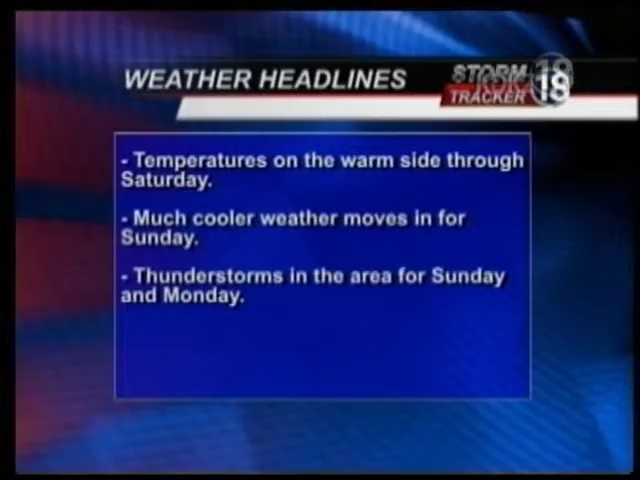 WEATHER HEADLINES
STORM 18
TRACKER
- Temperatures on the warm side through
Saturday.
- Much cooler weather moves in for
Sunday.
- Thunderstorms in the area for Sunday
and Monday.